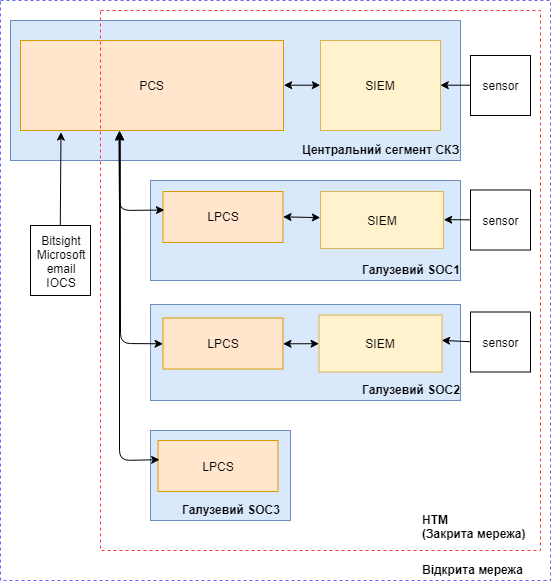 PCS
SIEM
sensor
Центральний сегмент СКЗ
LPCS
SIEM
sensor
Галузевий SOC1
Bitsight
Microsoft
email
IOCS
LPCS
SIEM
sensor
Галузевий SOC2
LPCS
Галузевий SOC3
НТМ
(Закрита мережа)
Відкрита мережа